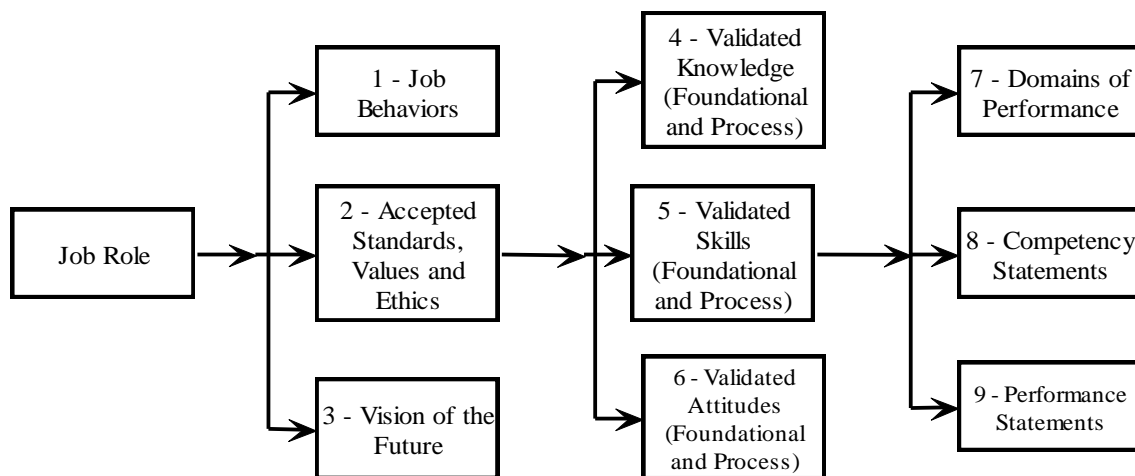 Job Role
1 - Job
Behaviors
2 - Accepted
Standards,
Values and
Ethics
3 - Vision of the
Future
4 - Validated
Knowledge
(Foundational
and Process)
5 - Validated
Skills
(Foundational
and Process)
6 - Validated
Attitudes
(Foundational
and Process)
7 - Domains of
Performance
8 - Competency
Statements
9 - Performance
Statements